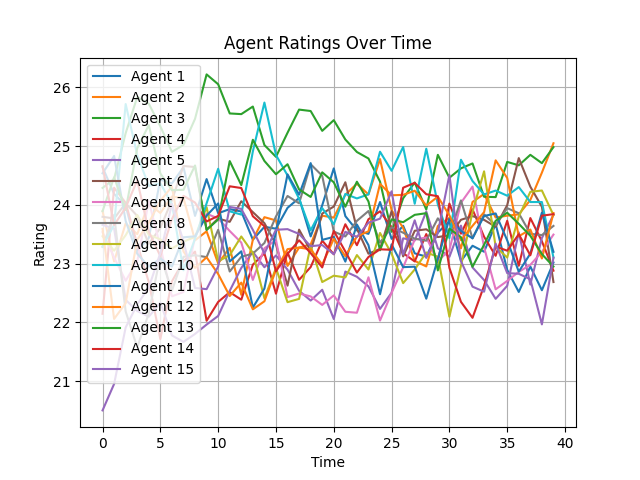 Agent Ratings Over Time
Rating
26
25
24
23
22
21
Agent 1
Agent 2
Agent 3
Agent 4
Agent 5
Agent 6
Agent 7
Agent 8
Agent 9
Agent 10
Agent 11
Agent 12
Agent 13
Agent 14
Agent 15
0
5
10
15
20
25
30
35
40
Time